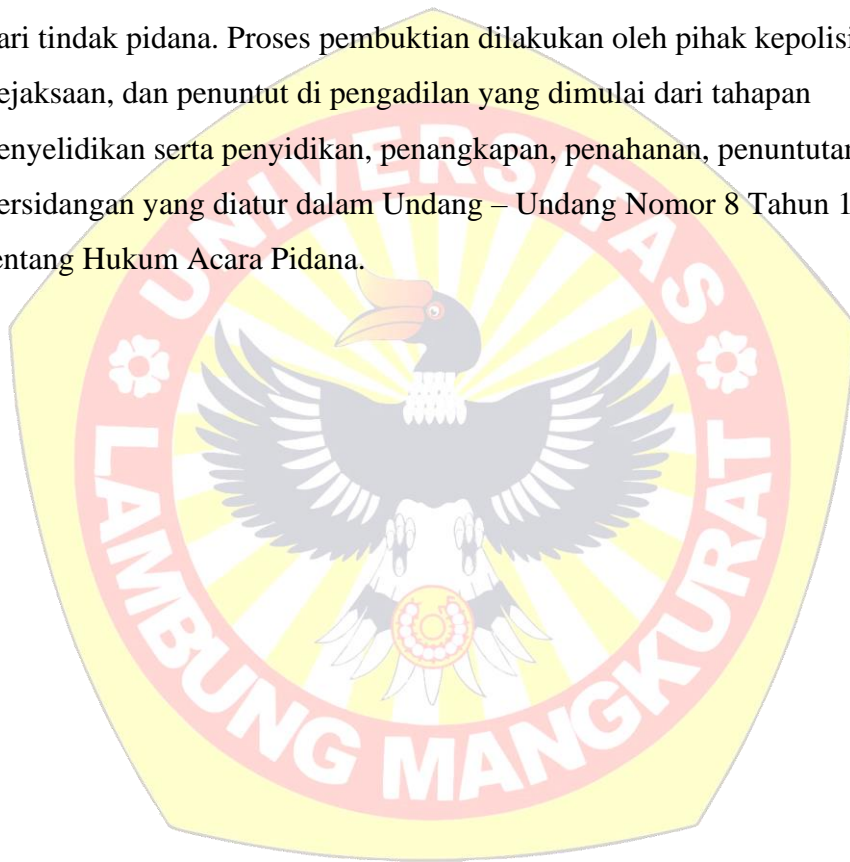 ari tindak pidana. Proses pembuktian dilakukan oleh pihak kepolisi
ejaksaan, dan penuntut di pengadilan yang dimulai dari tahapan
enyelidikan serta penyidikan, penangkapan, penahanan, penuntutan
ersidangan yang diatur dalam Undang – Undang Nomor 8 Tahun 1
entang Hukum Acara Pidana.
UNIVERSITAS
LAMBUNG MANGKURAT